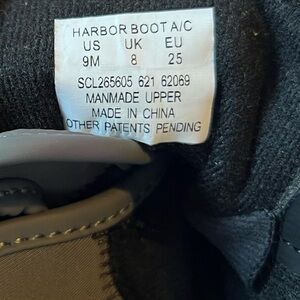 HARBOR BOOT A/C
US UK EU
9M 8 25
SCL265605 621 62069
MANMADE UPPER
MADE IN CHINA
OTHER PATENTS PENDING